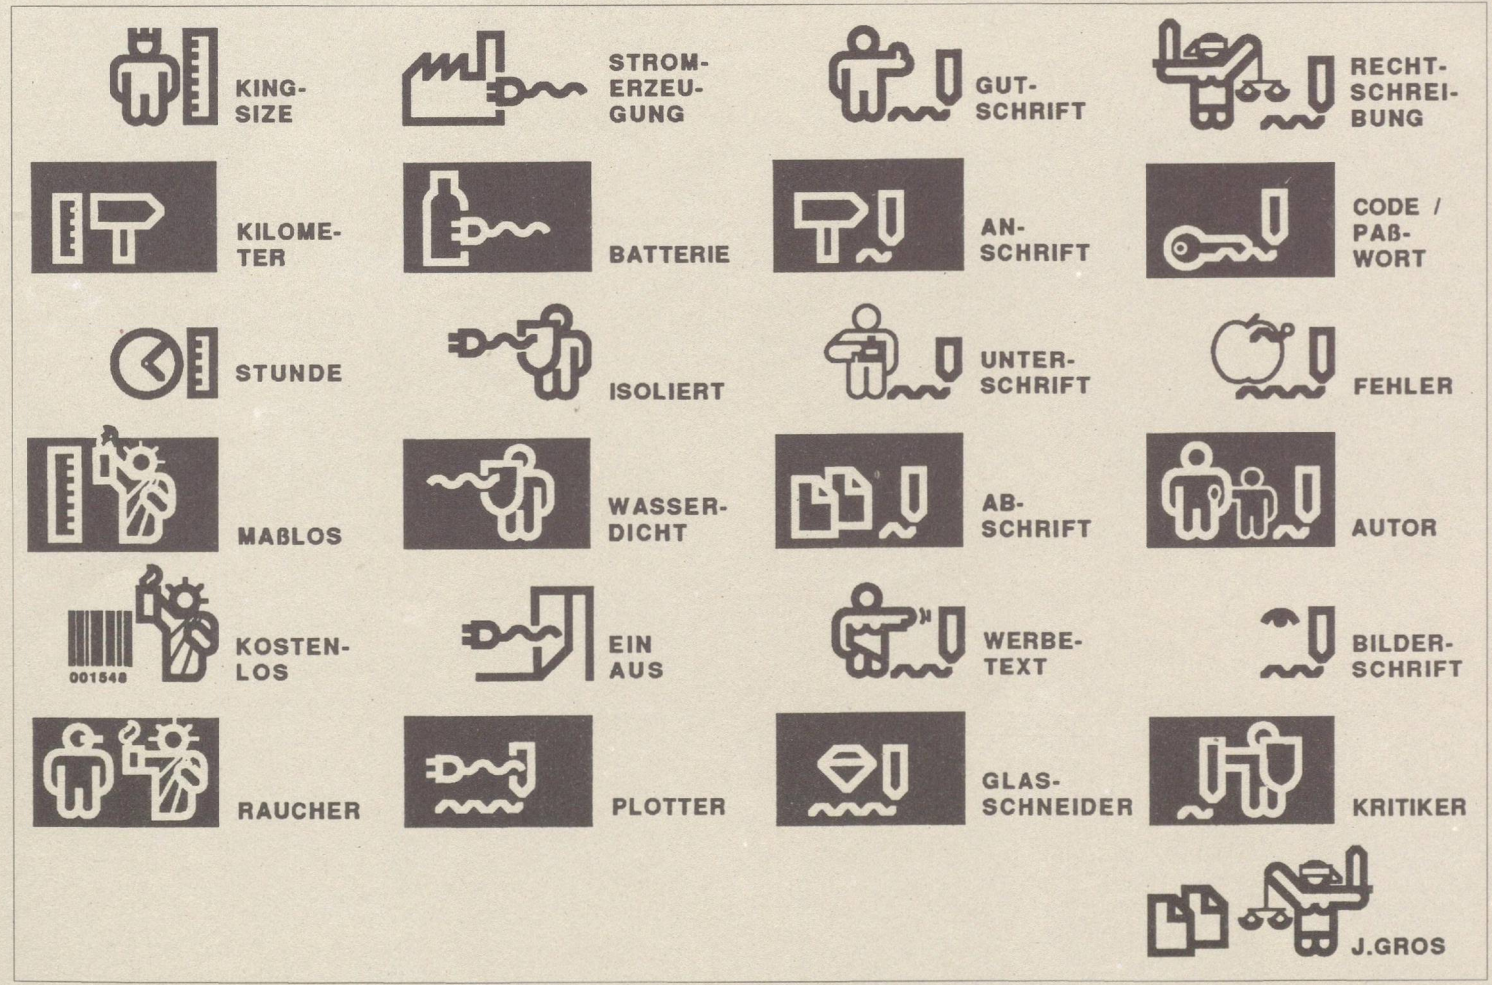 KING-
SIZE
STROM-
ERZEU-
GUNG
GUT-
SCHRIFT
RECHT-
SCHREI-
BUNG
KILOME-
TER
BATTERIE
AN-
SCHRIFT
CODE /
PAß-
WORT
STUNDE
ISOLIERT
UNTER-
SCHRIFT
FEHLER
MAßLOS
WASSER-
DICHT
AB-
SCHRIFT
AUTOR
001548
KOSTEN-
LOS
EIN
AUS
WERBE-
TEXT
BILDER-
SCHRIFT
RAUCHER
PLOTTER
GLAS-
SCHNEIDER
KRITIKER
J.GROS